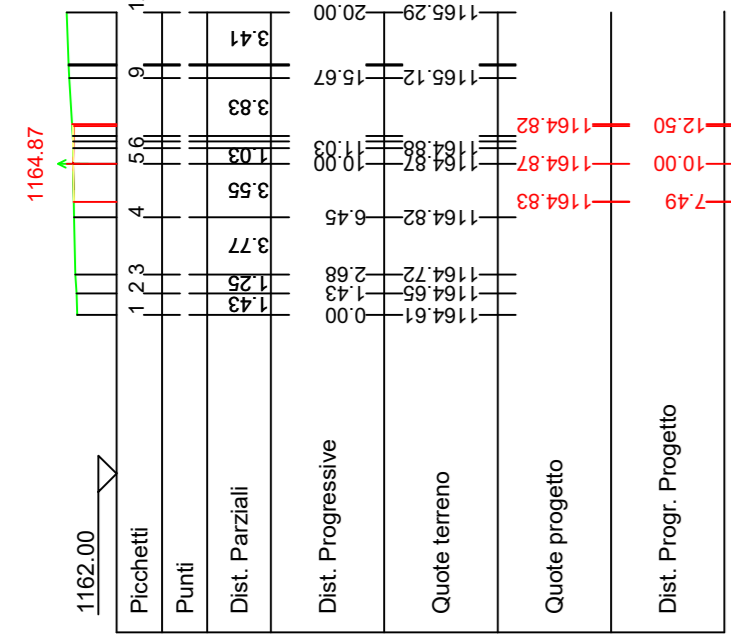 1164.87
1162.00
Picchetti 1 2 3 4 5 6 9 1
Punti
Dist. Parziali 1.43 1.25 3.77 3.55 1.03 3.83 3.41
Dist. Progressive 0.00 1.43 2.68 6.45 10.00 11.03 15.67 20.00
Quote terreno 1164.61 1164.65 1164.72 1164.82 1164.87 1164.88 1165.12 1165.29
Quote progetto 1164.83 1164.87 1164.82
Dist. Progr. Progetto 7.49 10.00 12.50